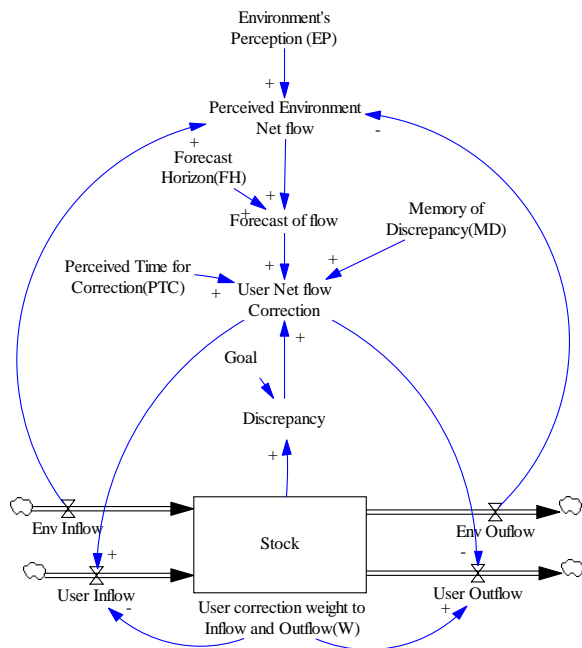 Environment's
Perception (EP)
+
Perceived Environment
Net flow
+
-
Forecast
Horizon(FH)
+
+
Forecast of flow
Memory of
Discrepancy(MD)
+
+
Perceived Time for
Correction(PTC)
+
User Net flow
Correction
+
Goal
Discrepancy
+
Env Inflow
Env Ouflow
Stock
+
-
User Inflow
User Outflow
-
+
User correction weight to
Inflow and Outflow(W)